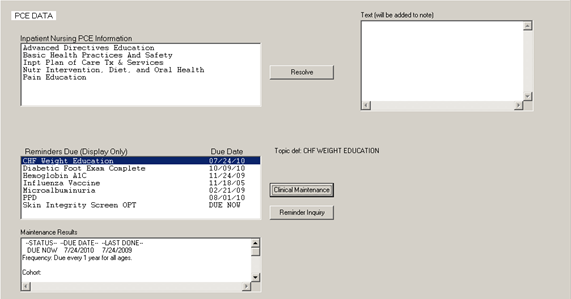 PCE DATA
Text (will be added to note)
Inpatient Nursing PCE Information
Advanced Directives Education
Basic Health Practices And Safety
Inpt Plan of Care Tx & Services
Nutr Intervention, Diet, and Oral Health
Pain Education
Resolve
Reminders Due (Display Only) Due Date
Topic def: CHF WEIGHT EDUCATION
CHF Weight Education 07/24/10
Diabetic Foot Exam Complete 10/09/10
Hemoglobin A1C 11/24/09
Influenza Vaccine 11/18/05
Microalbuminuria 02/21/09
PPD 08/01/10
Skin Integrity Screen OPT DUE NOW
Clinical Maintenance
Reminder Inquiry
Maintenance Results
--STATUS-- --DUE DATE-- --LAST DONE--
DUE NOW 7/24/2010 7/24/2009
Frequency: Due every 1 year for all ages.
Cohort: